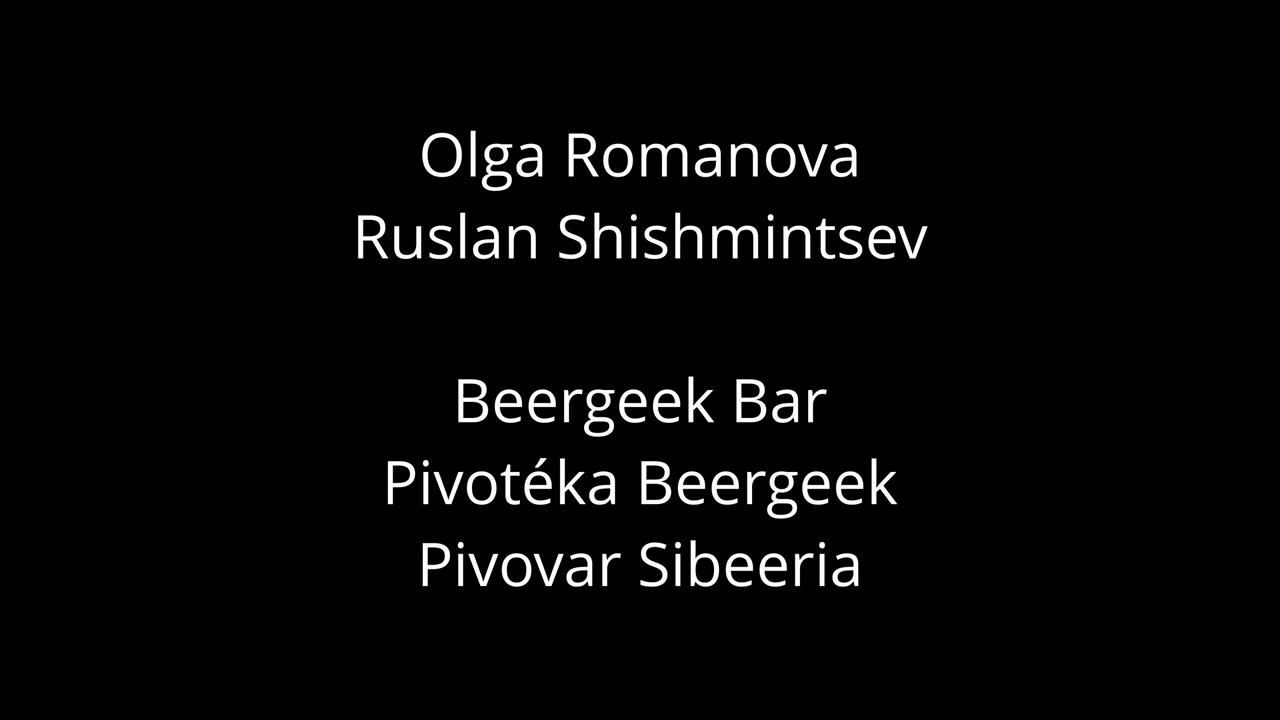 Olga Romanova
Ruslan Shishmintsev
Beergeek Bar
Pivotéka Beergeek
Pivovar Sibeeria